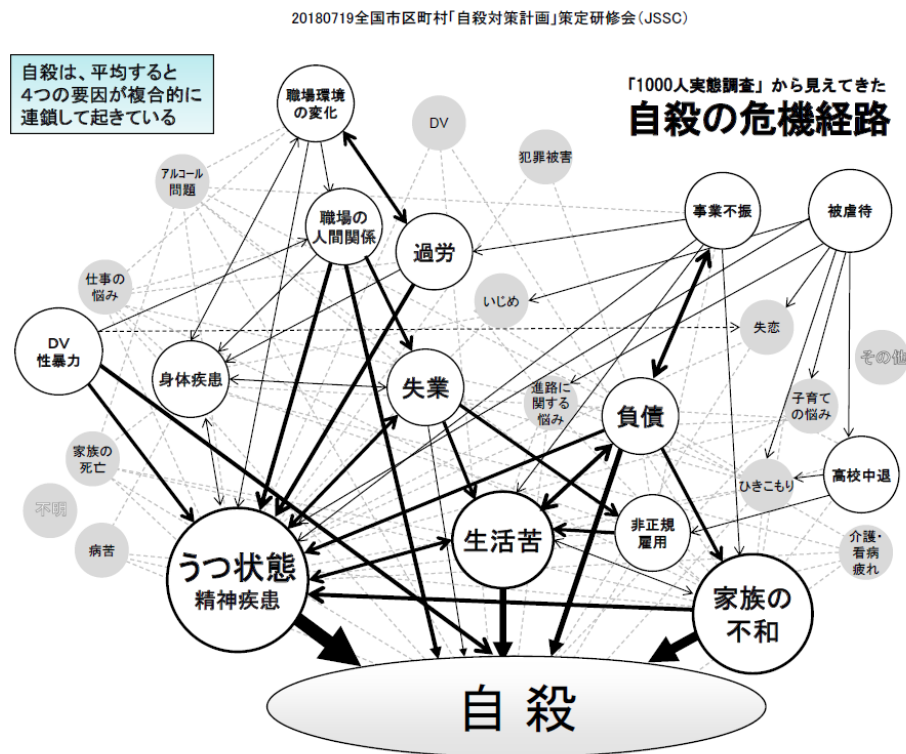 20180719全国市区町村「自殺対策計画」策定研修会（JSSC）
自殺は、平均すると
4つの要因が複合的に
連鎖して起きている
「1000人実態調査」から見えてきた
自殺の危機経路
職場環境
の変化
DV
犯罪被害
アルコール
問題
職場の
人間関係
過労
事業不振
被虐待
仕事の
悩み
いじめ
失恋
DV
性暴力
その他
身体疾患
失業
進路に
関する
悩み
負債
子育て
の悩み
家族の
死亡
ひきこもり
高校中退
不明
病苦
うつ状態
精神疾患
生活苦
非正規
雇用
介護・
看病
疲れ
家族の
不和
自殺